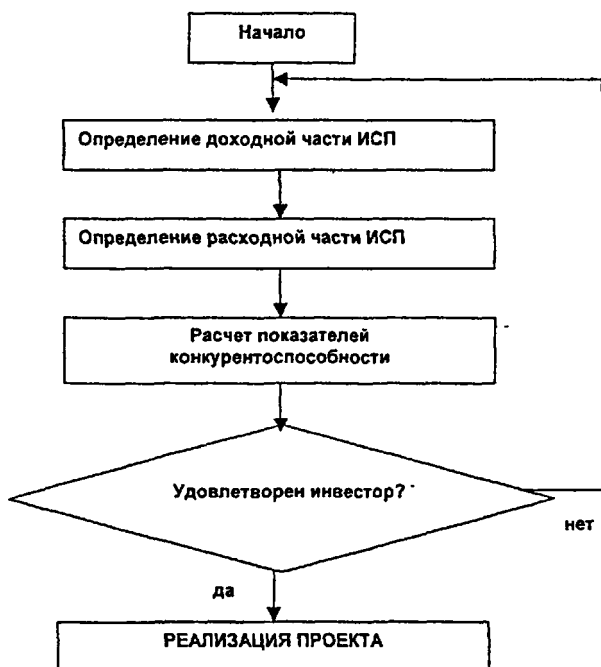 Начало
Определение доходной части ИСП
Определение расходной части ИСП
Расчет показателей
конкурентоспособности
Удовлетворен инвестор?
нет
да
РЕАЛИЗАЦИЯ ПРОЕКТА